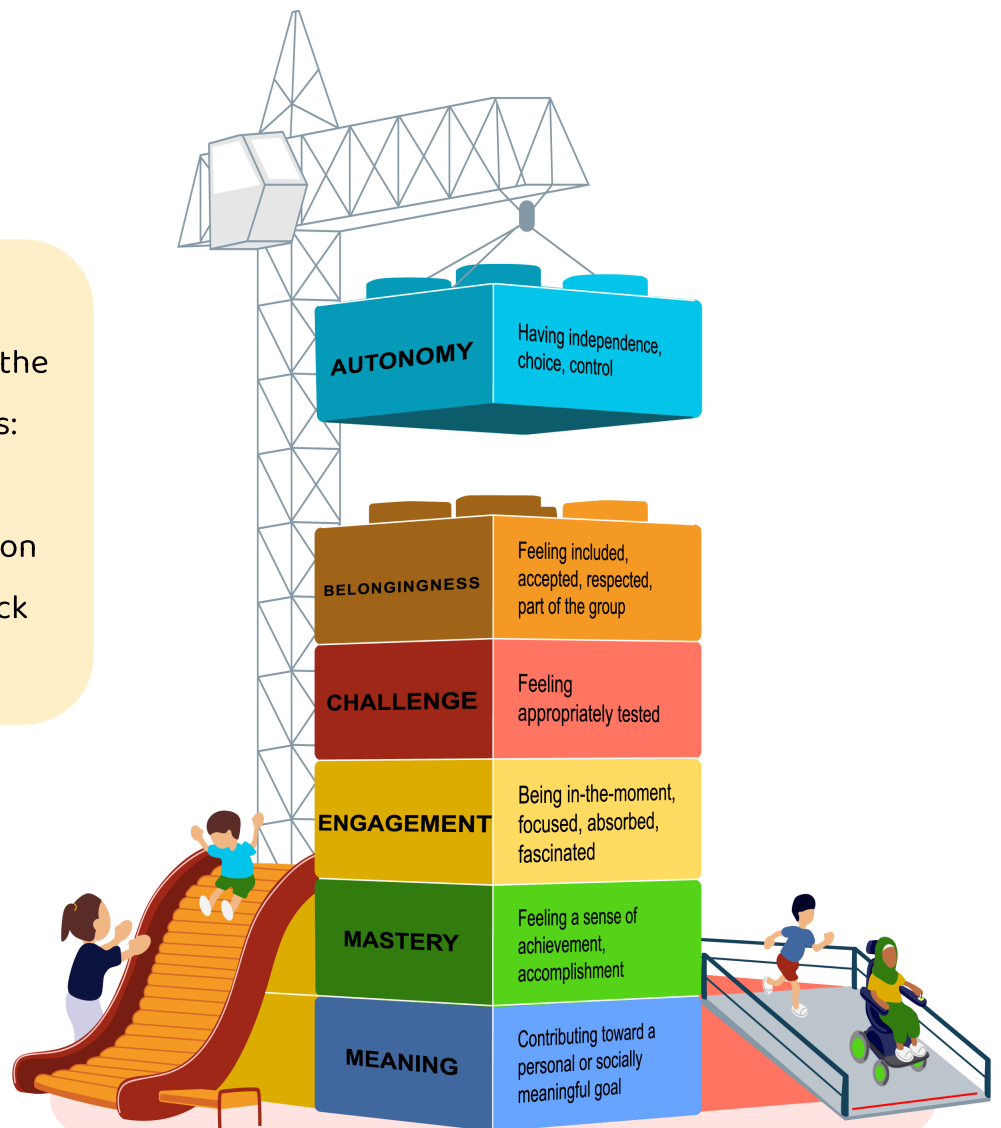 the
s:
on
ck
AUTONOMY
Having independence,
choice, control
BELONGINGNESS
Feeling included,
accepted, respected,
part of the group
CHALLENGE
Feeling
appropriately tested
ENGAGEMENT
Being in-the-moment,
focused, absorbed,
fascinated
MASTERY
Feeling a sense of
achievement,
accomplishment
MEANING
Contributing toward a
personal or socially
meaningful goal